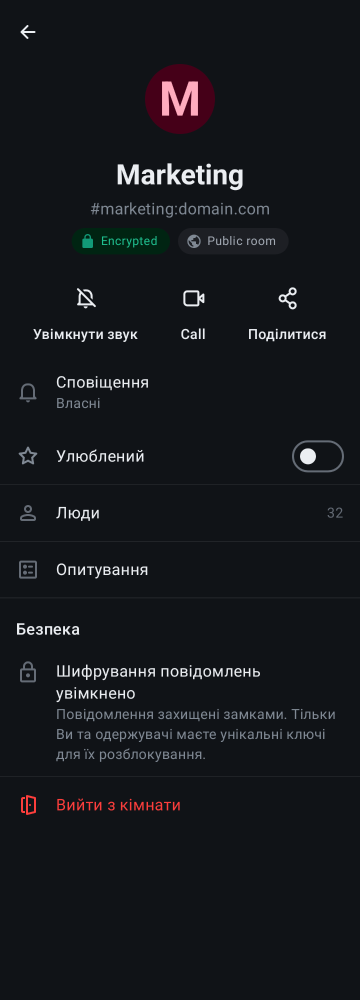 M
Marketing
#marketing:domain.com
Encrypted
Public room
Увімкнути звук
Call
Поділитися
Сповіщення
Власні
Улюблений
Люди
32
Опитування
Безпека
Шифрування повідомлень
увімкнено
Повідомлення захищені замками. Тільки
Ви та одержувачі маєте унікальні ключі
для їх розблокування.
Вийти з кімнати